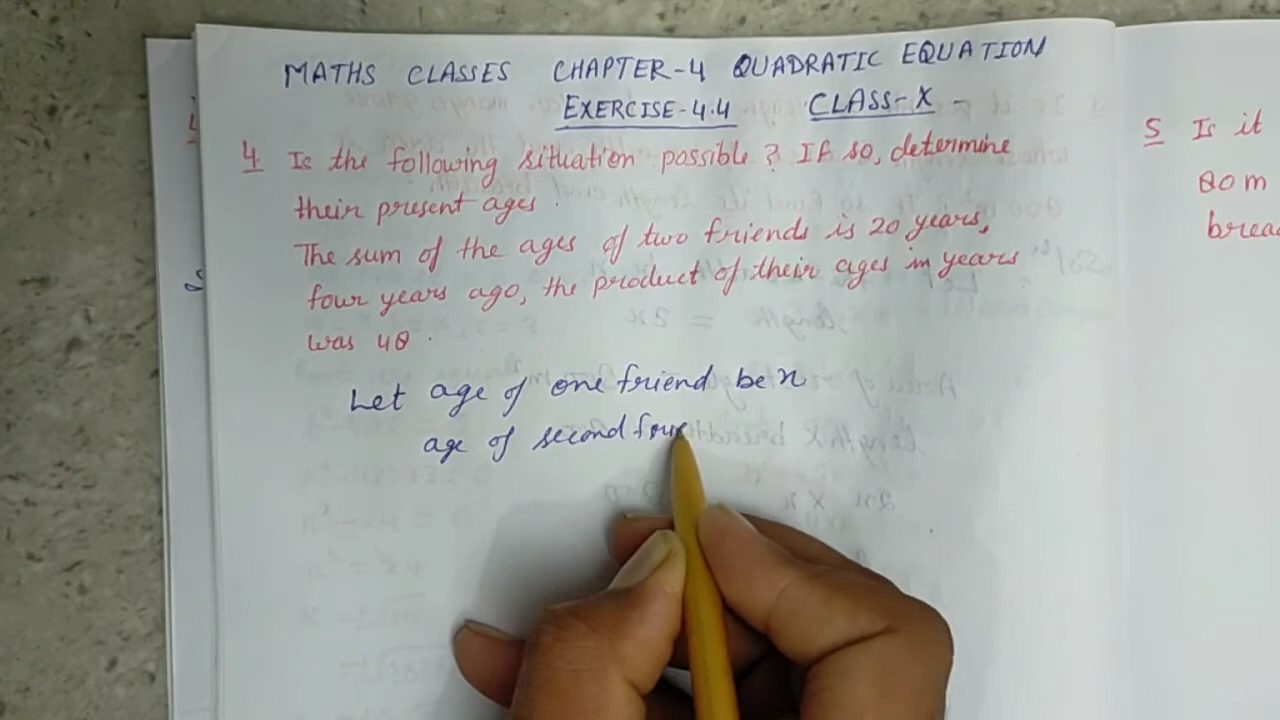 MATHS CLASSES CHAPTER-4 QUADRATIC EQUATION
EXERCISE-4.4 CLASS-X -
4 Is the following situation possible? If so, determine
their present ages.
The sum of the ages of two friends is 20 years,
four years ago, the product of their ages in years
was 48.
Let age of one friend be x
age of second
5 Is it
20 m
brea